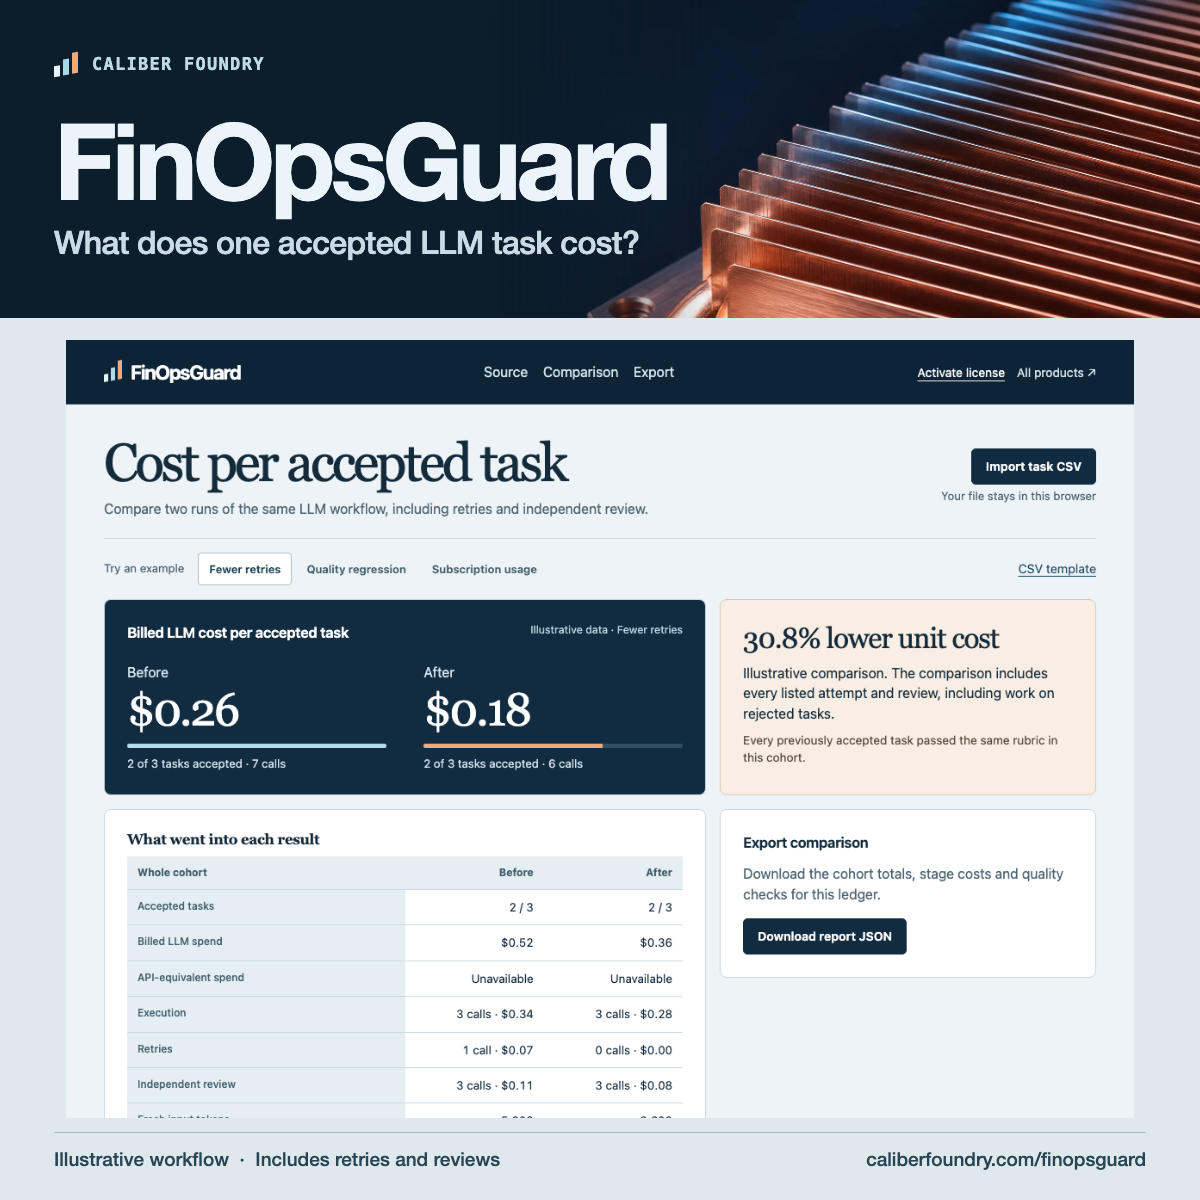 CALIBER FOUNDRY
FinOpsGuard
What does one accepted LLM task cost?
FinOpsGuard
Source Comparison Export
Activate license All products ↗
Cost per accepted task
Import task CSV
Compare two runs of the same LLM workflow, including retries and independent review.
Your file stays in this browser
Try an example Fewer retries Quality regression Subscription usage
CSV template
Billed LLM cost per accepted task
Illustrative data · Fewer retries
Before After
$0.26 $0.18
2 of 3 tasks accepted · 7 calls 2 of 3 tasks accepted · 6 calls
30.8% lower unit cost
Illustrative comparison. The comparison includes
every listed attempt and review, including work on
rejected tasks.
Every previously accepted task passed the same rubric in
this cohort.
What went into each result
Whole cohort Before After
Accepted tasks 2 / 3 2 / 3
Billed LLM spend $0.52 $0.36
API-equivalent spend Unavailable Unavailable
Execution 3 calls · $0.34 3 calls · $0.28
Retries 1 call · $0.07 0 calls · $0.00
Independent review 3 calls · $0.11 3 calls · $0.08
Export comparison
Download the cohort totals, stage costs and quality
checks for this ledger.
Download report JSON
Illustrative workflow · Includes retries and reviews
caliberfoundry.com/finopsguard